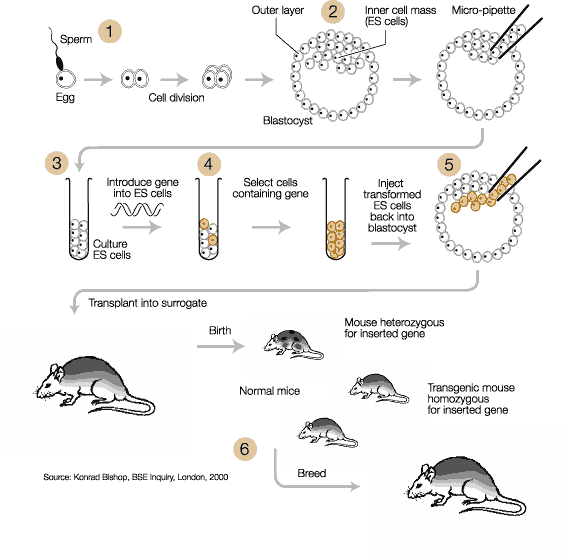 1
Sperm
Egg
Cell division
2
Outer layer
Inner cell mass
(ES cells)
Blastocyst
Micro-pipette
3
Culture
ES cells
Introduce gene
into ES cells
4
Select cells
containing gene
Inject
transformed
ES cells
back into
blastocyst
5
Transplant into surrogate
Birth
Mouse heterozygous
for inserted gene
Normal mice
Transgenic mouse
homozygous
for inserted gene
6
Breed
Source: Konrad Bishop, BSE Inquiry, London, 2000